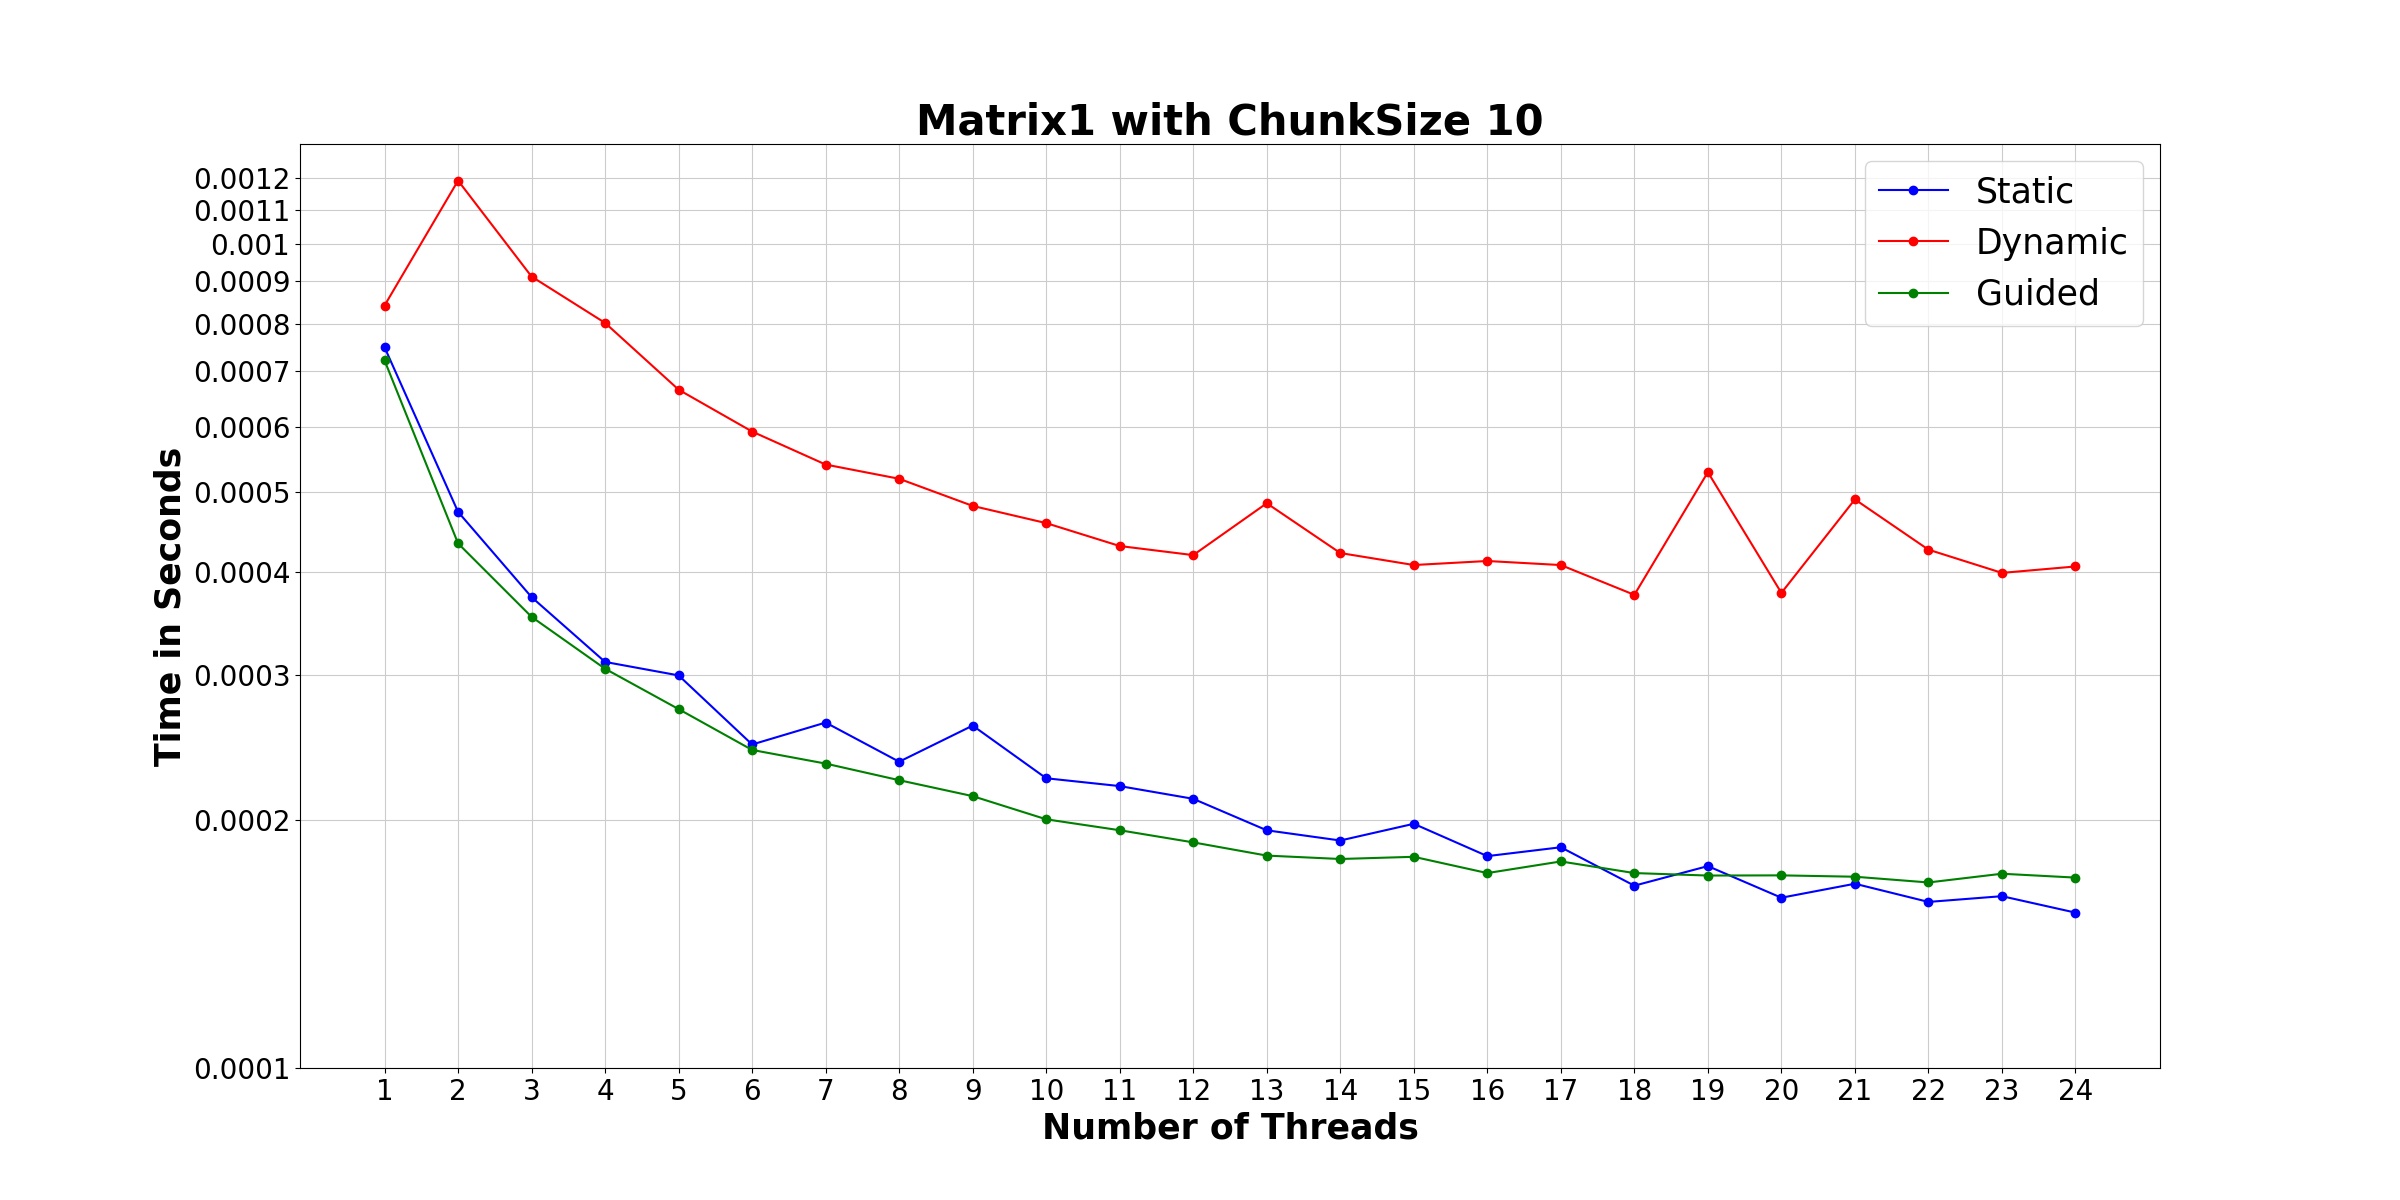 Matrix1 with ChunkSize 10
0.0012
0.0011
0.001
0.0009
0.0008
0.0007
0.0006
0.0005
0.0004
0.0003
0.0002
0.0001
Time in Seconds
Static
Dynamic
Guided
1 2 3 4 5 6 7 8 9 10 11 12 13 14 15 16 17 18 19 20 21 22 23 24
Number of Threads